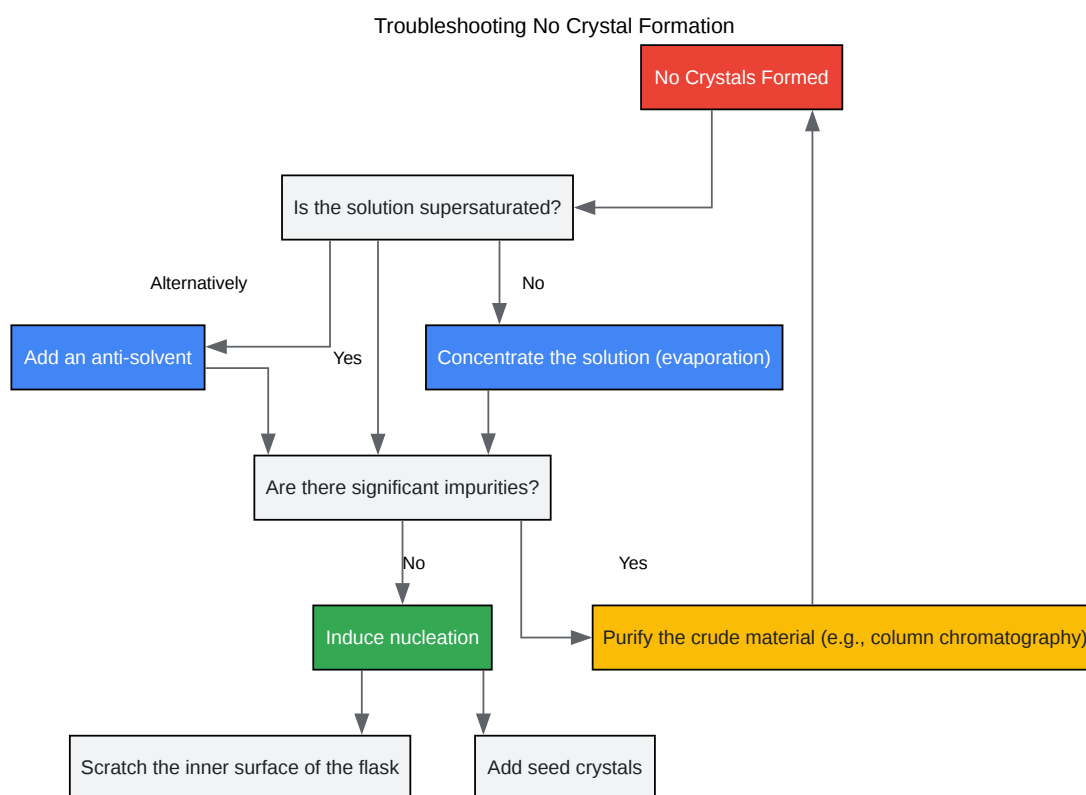 Troubleshooting No Crystal Formation
No Crystals Formed
Is the solution supersaturated?
Alternatively
No
Add an anti-solvent
Yes
Concentrate the solution (evaporation)
Are there significant impurities?
No
Yes
Induce nucleation
Purify the crude material (e.g., column chromatography)
Scratch the inner surface of the flask
Add seed crystals